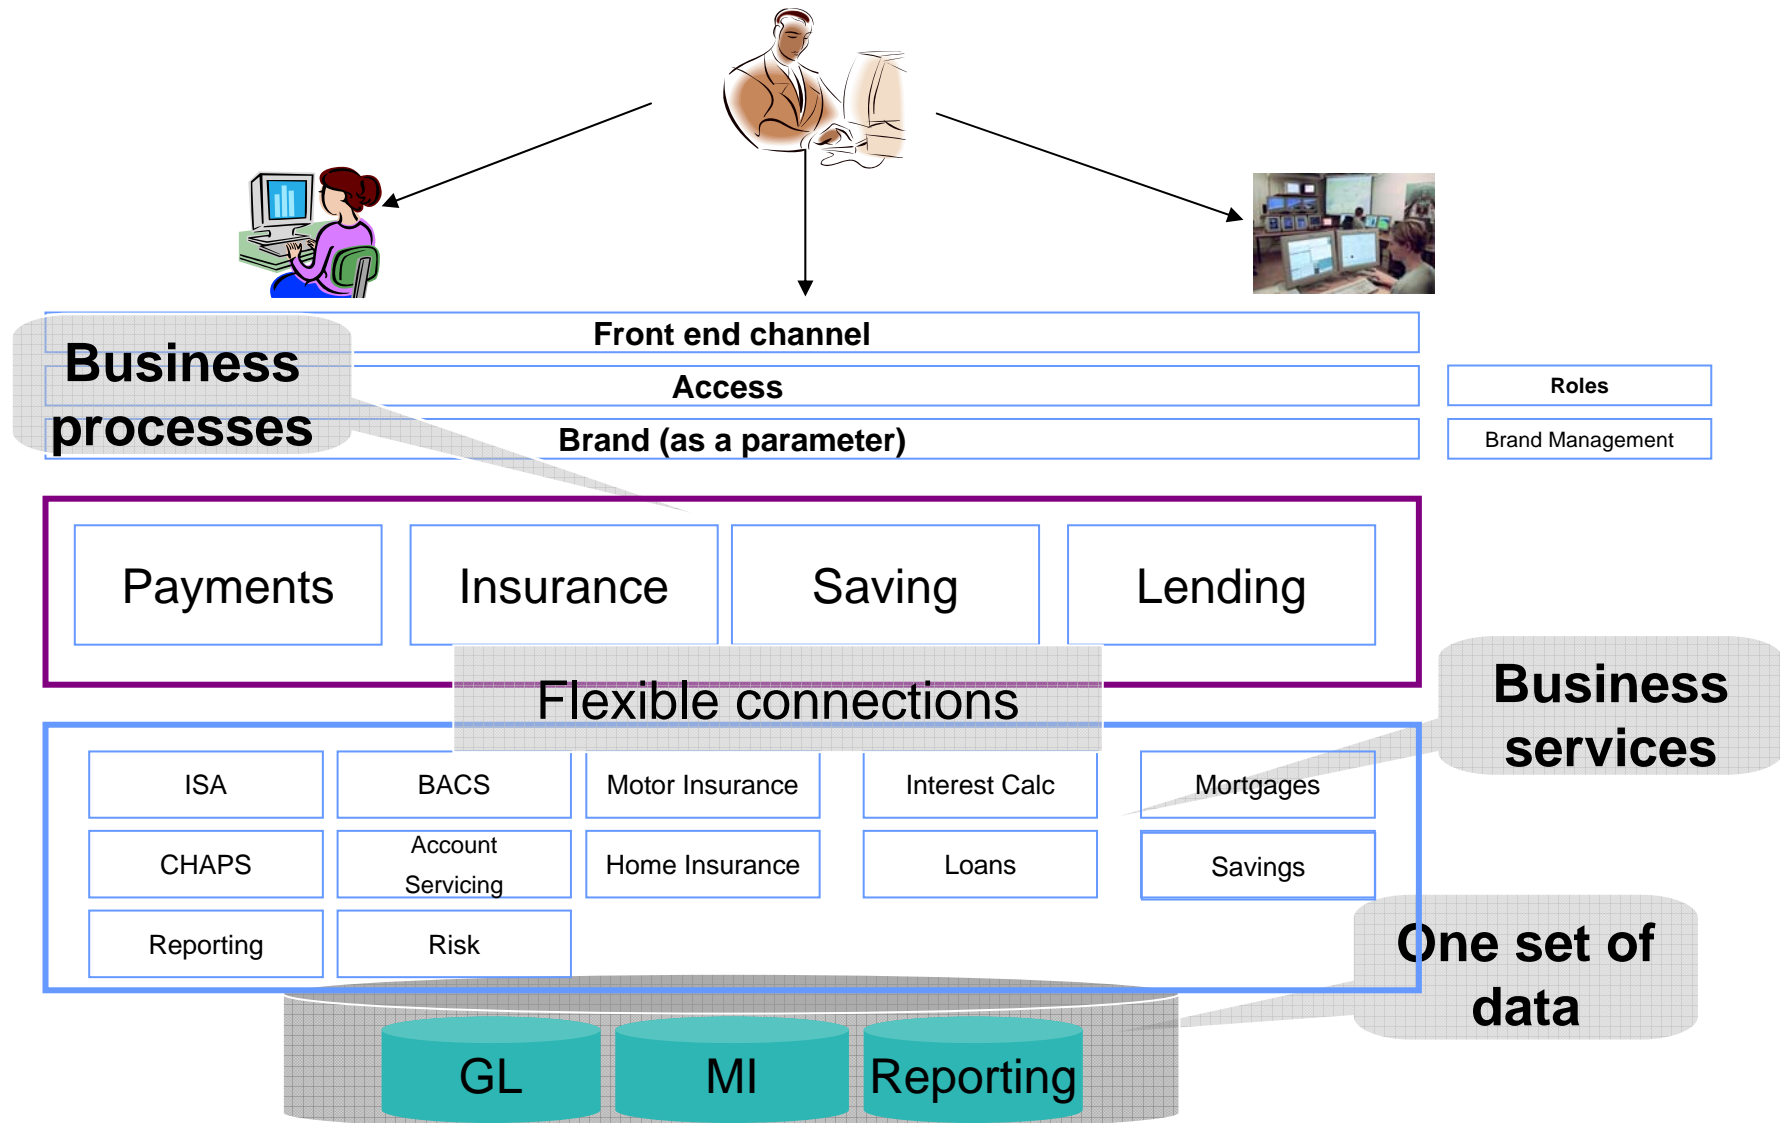 Front end channel
Business
processes
Access
Roles
Brand (as a parameter)
Brand Management
Payments
Insurance
Saving
Lending
Flexible connections
Business
services
ISA
BACS
Motor Insurance
Interest Calc
Mortgages
CHAPS
Account
Servicing
Home Insurance
Loans
Savings
Reporting
Risk
One set of
data
GL
MI
Reporting